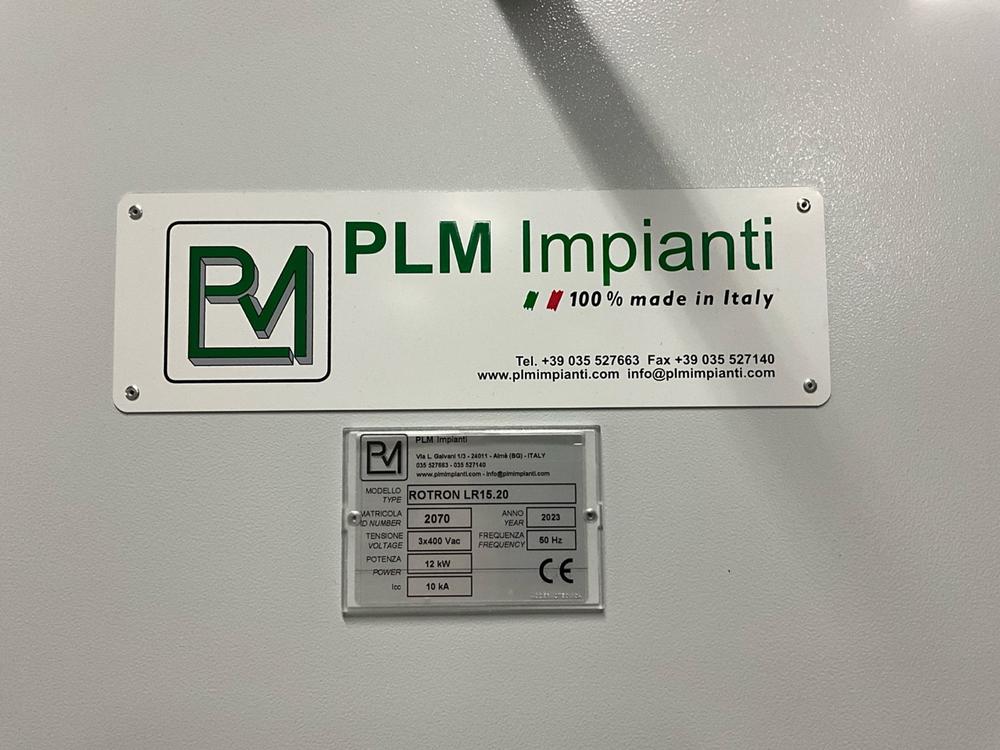 PLM
PLM Impianti
100% made in Italy
Tel. +39 035 527663 Fax +39 035 527140
www.plmimpianti.com info@plmimpianti.com
PLM
PLM Impianti
Via L. Galvani 1/3 - 24011 - Almè (BG) - ITALY
035 527663 - 035 527140
www.plmimpianti.com - info@plmimpianti.com
MODELLO
TYPE
ROTRON LR15.20
MATRICOLA
D NUMBER
2070
ANNO
YEAR
2023
TENSIONE
VOLTAGE
3x400 Vac
FREQUENZA
FREQUENCY
50 Hz
POTENZA
POWER
12 kW
Icc
10 kA
CE